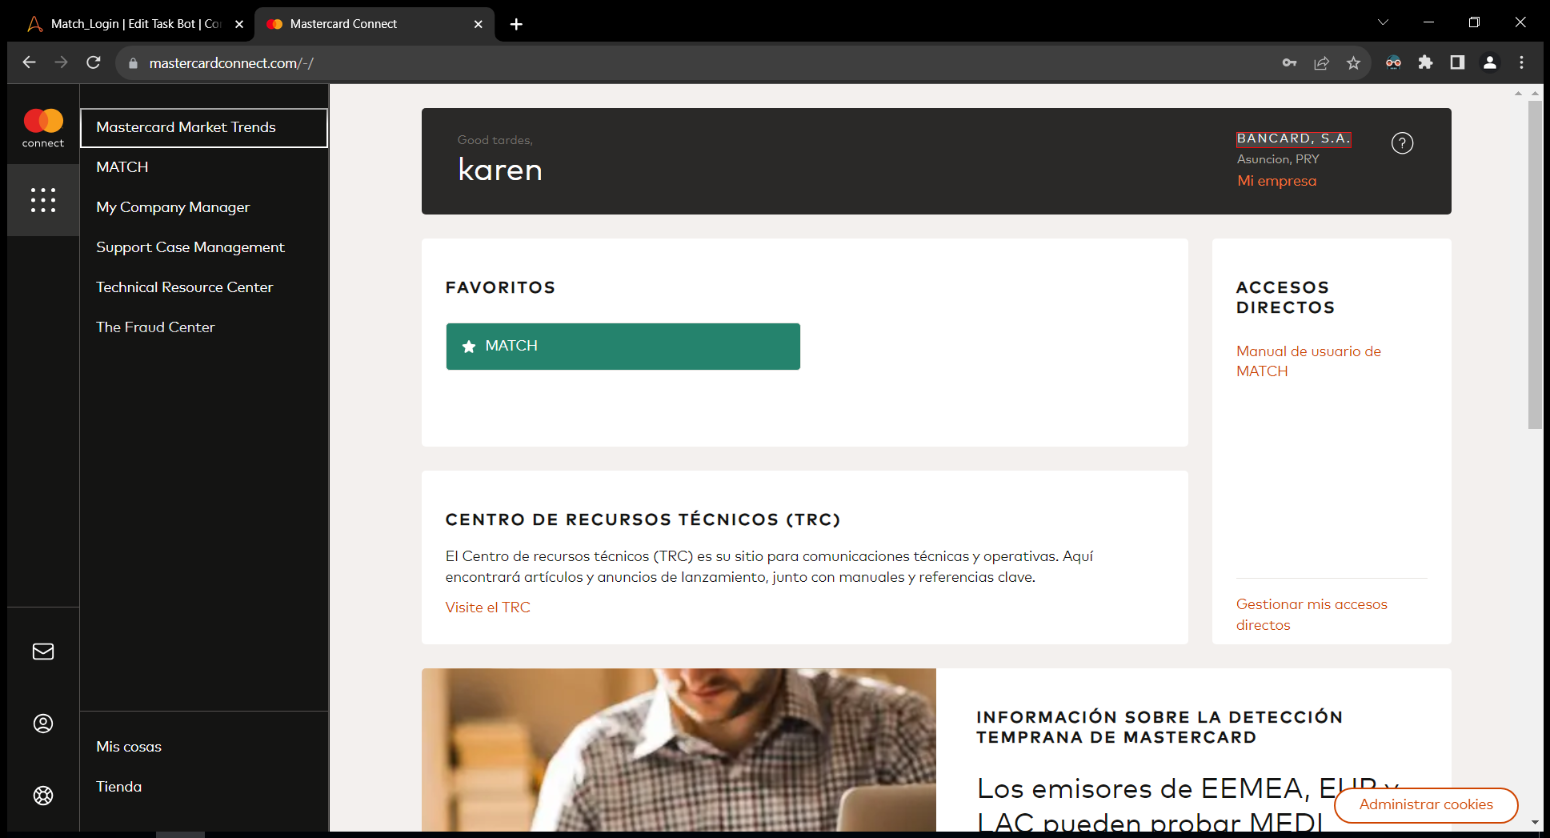 Match_Login | Edit Task Bot | Co
Mastercard Connect
mastercardconnect.com/-/
connect
Mastercard Market Trends
MATCH
My Company Manager
Support Case Management
Technical Resource Center
The Fraud Center
Mis cosas
Tienda
Good tardes,
karen
BANCARD, S.A.
Asuncion, PRY
Mi empresa
?
FAVORITOS
MATCH
ACCESOS
DIRECTOS
Manual de usuario de
MATCH
Gestionar mis accesos
directos
CENTRO DE RECURSOS TÉCNICOS (TRC)
El Centro de recursos técnicos (TRC) es su sitio para comunicaciones técnicas y operativas. Aquí
encontrará artículos y anuncios de lanzamiento, junto con manuales y referencias clave.
Visite el TRC
INFORMACIÓN SOBRE LA DETECCIÓN
TEMPRANA DE MASTERCARD
Los emisores de EEMEA, EUR y
LAC pueden probar MEDI
Administrar cookies